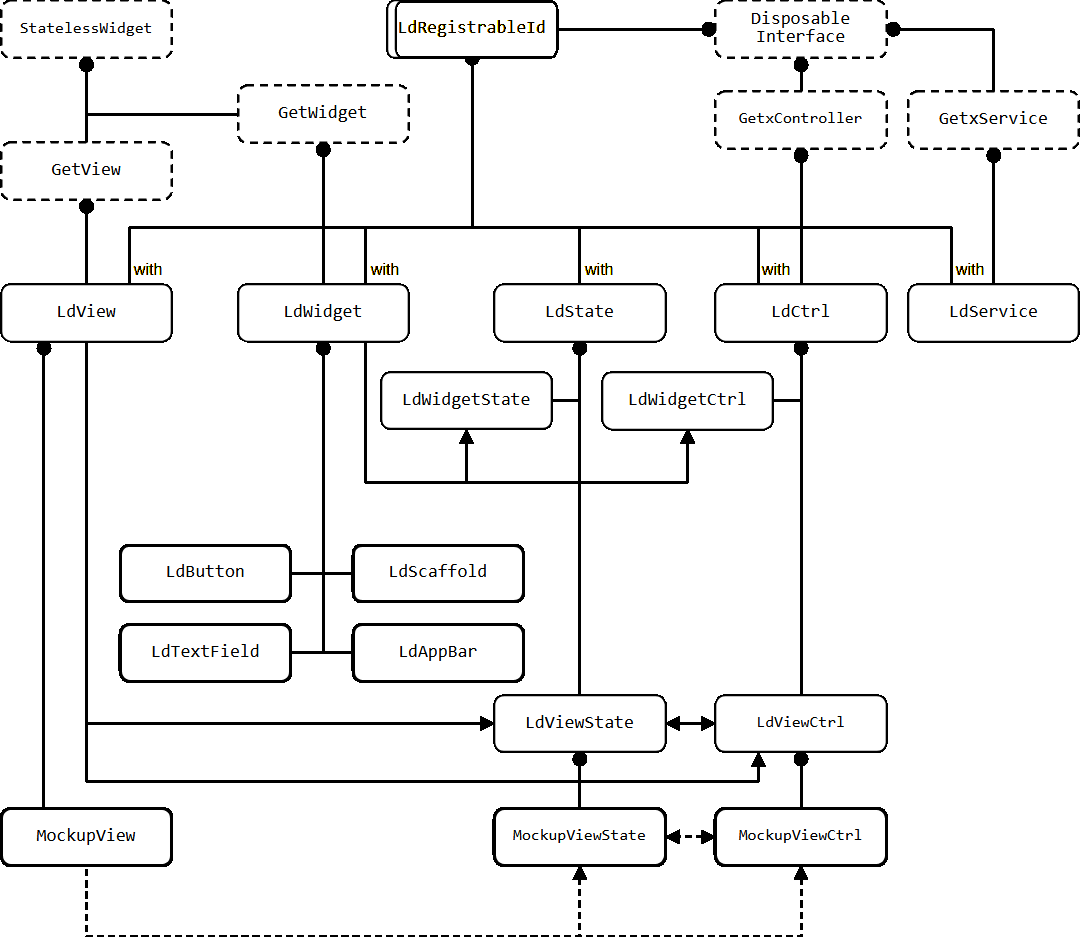 StatelessWidget
LdRegistrableId
Disposable
Interface
GetWidget
GetxController
GetxService
GetView
with
with
with
with
with
LdView
LdWidget
LdState
LdCtrl
LdService
LdWidgetState
LdWidgetCtrl
LdButton
LdScaffold
LdTextField
LdAppBar
LdViewState
LdViewCtrl
MockupView
MockupViewState
MockupViewCtrl